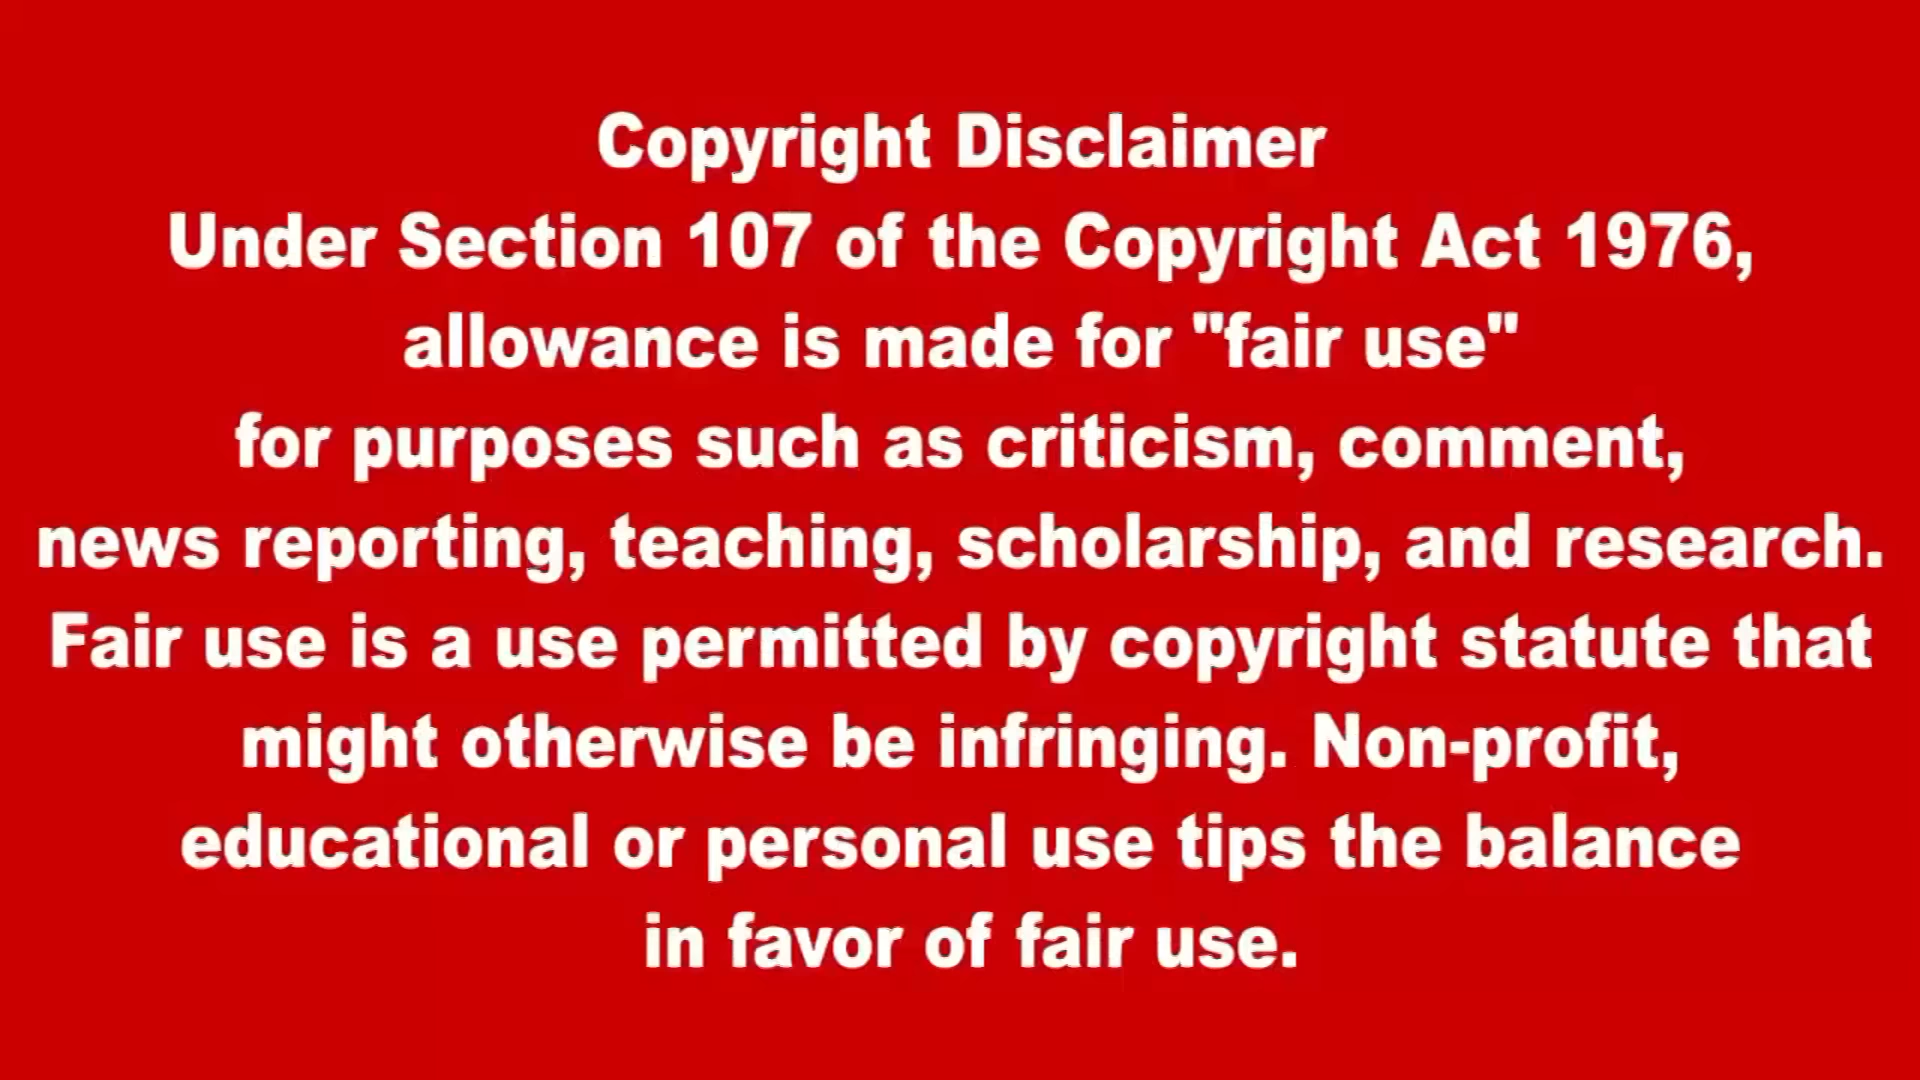 Copyright Disclaimer
Under Section 107 of the Copyright Act 1976,
allowance is made for "fair use"
for purposes such as criticism, comment,
news reporting, teaching, scholarship, and research.
Fair use is a use permitted by copyright statute that
might otherwise be infringing. Non-profit,
educational or personal use tips the balance
in favor of fair use.